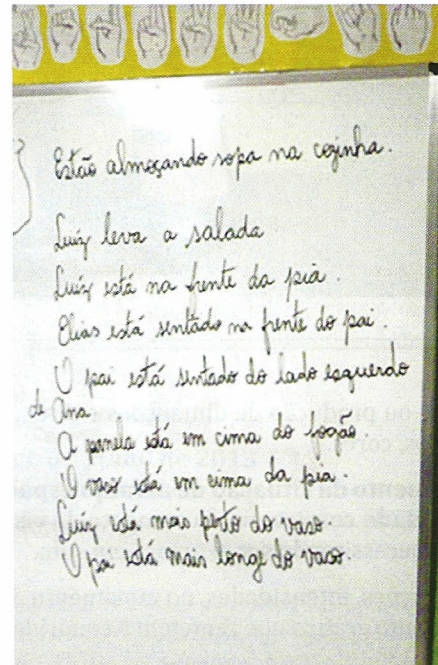 Estão almoçando sopa na cozinha.
Luiz leva a salada
Luiz está na frente da pia.
Elias está sentado na frente do pai.
O pai está sentado do lado esquerdo
de Ana.
A panela está em cima do fogão
O vaso está em cima da pia.
Luiz está mais perto do vaso
O pai está mais longe do vaso.